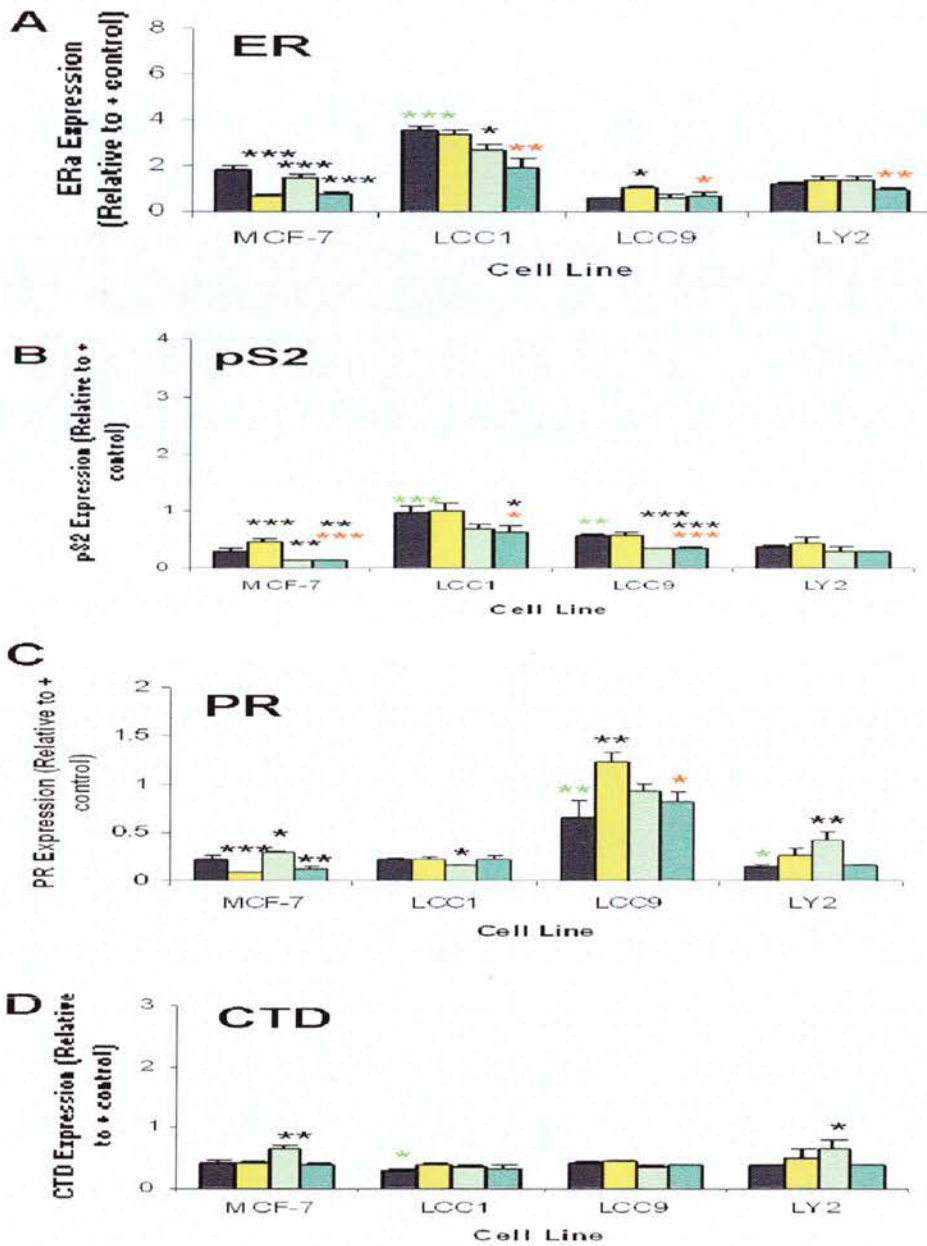 A
ER
ERa Expression
(Relative to + control)
8
6
4
2
0
***
***
***
***
*
**
*
*
**
MCF-7 LCC1 LCC9 LY2
Cell Line
B
pS2
pS2 Expression (Relative to +
control)
4
3
2
1
0
***
**
**
***
***
*
*
**
***
***
***
MCF-7 LCC1 LCC9 LY2
Cell Line
C
PR
PR Expression (Relative to +
control)
2
1.5
1
0.5
0
***
*
**
*
**
**
*
*
**
MCF-7 LCC1 LCC9 LY2
Cell Line
D
CTD
CTD Expression (Relative
to + control)
3
2
1
0
**
*
*
MCF-7 LCC1 LCC9 LY2
Cell Line